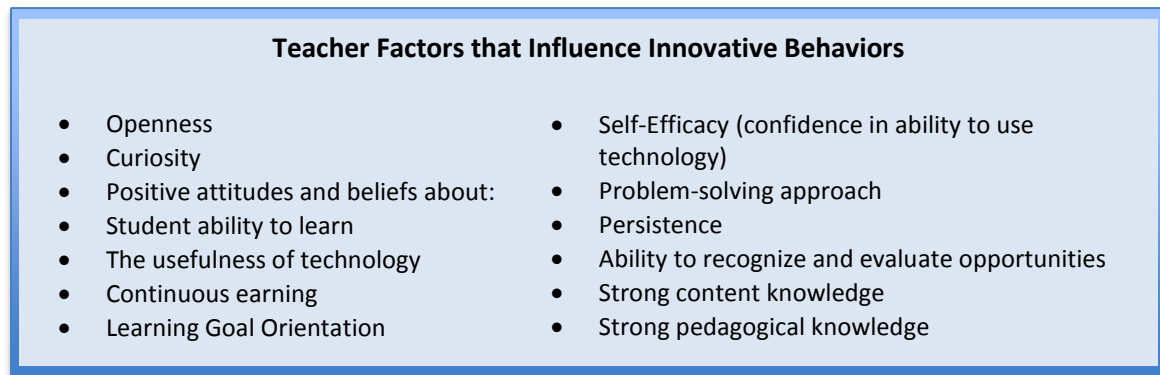 Teacher Factors that Influence Innovative Behaviors
• Openness
• Curiosity
• Positive attitudes and beliefs about:
• Student ability to learn
• The usefulness of technology
• Continuous earning
• Learning Goal Orientation
• Self-Efficacy (confidence in ability to use
technology)
• Problem-solving approach
• Persistence
• Ability to recognize and evaluate opportunities
• Strong content knowledge
• Strong pedagogical knowledge